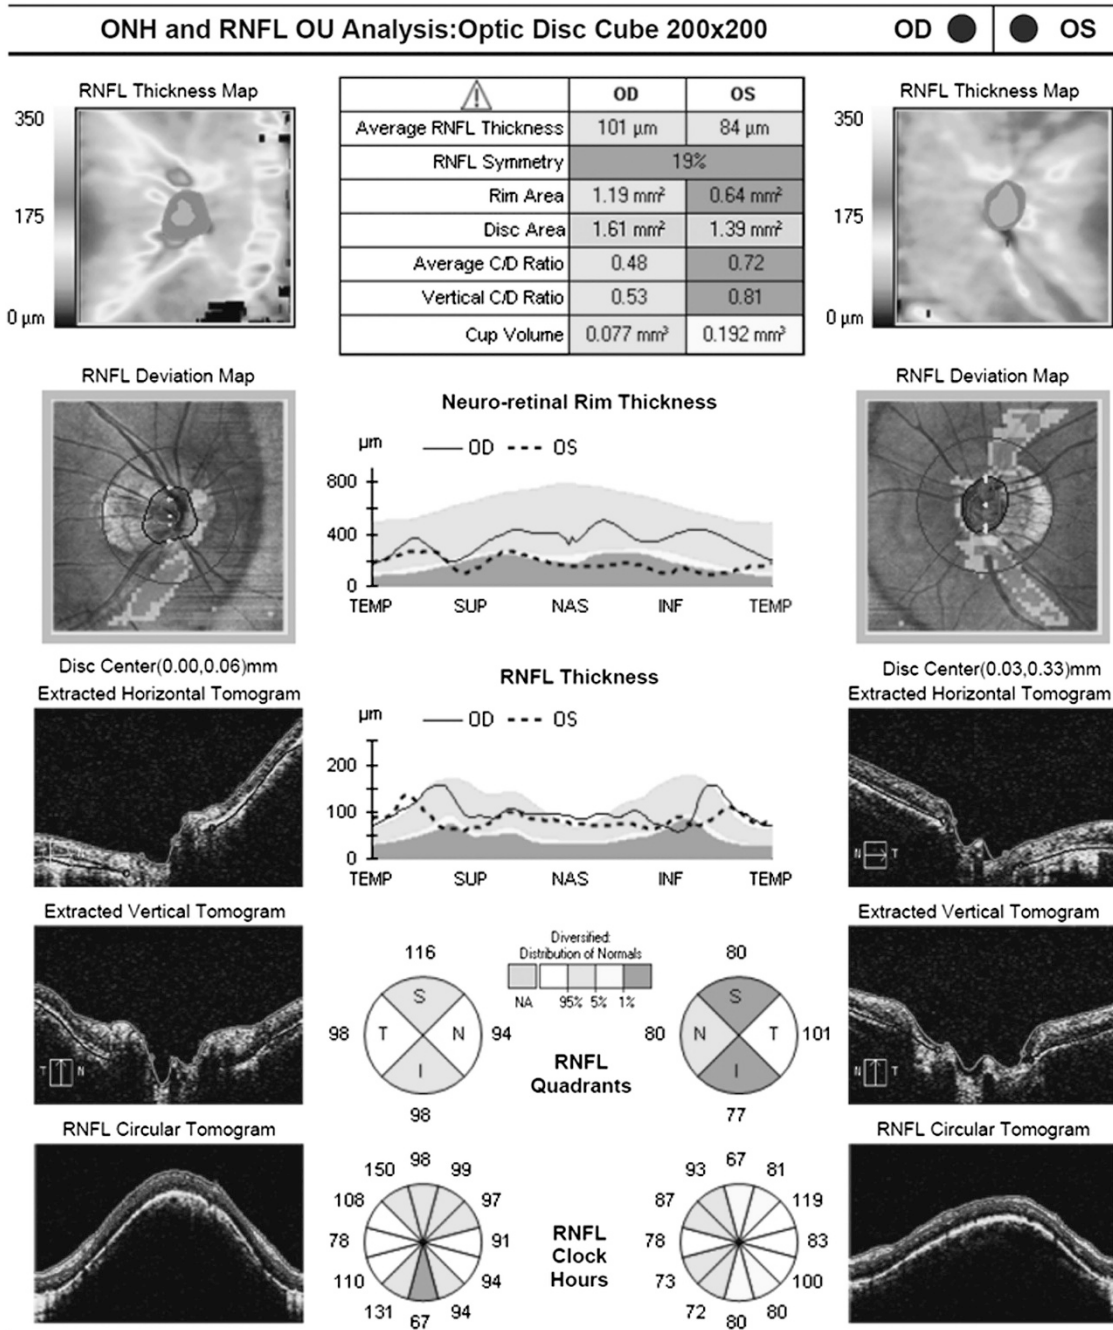 ONH and RNFL OU Analysis:Optic Disc Cube 200x200 OD OS
RNFL Thickness Map
350
175
0 µm
OD OS
Average RNFL Thickness 101 µm 84 µm
RNFL Symmetry 19%
Rim Area 1.19 mm² 0.64 mm²
Disc Area 1.61 mm² 1.39 mm²
Average C/D Ratio 0.48 0.72
Vertical C/D Ratio 0.53 0.81
Cup Volume 0.077 mm³ 0.192 mm³
RNFL Thickness Map
350
175
0 µm
RNFL Deviation Map
Disc Center(0.00,0.06)mm
Neuro-retinal Rim Thickness
µm OD OS
800
400
0
TEMP SUP NAS INF TEMP
RNFL Deviation Map
Disc Center(0.03,0.33)mm
Extracted Horizontal Tomogram
RNFL Thickness
µm OD OS
200
100
0
TEMP SUP NAS INF TEMP
Extracted Horizontal Tomogram
N T
Extracted Vertical Tomogram
T N
Diversified:
Distribution of Normals
NA 95% 5% 1%
116
S
98 T N 94
I
98
RNFL
Quadrants
80
S
80 N T 101
I
77
Extracted Vertical Tomogram
N T
RNFL Circular Tomogram
98
150 99
108 97
78 91
110 94
131 94
67
RNFL
Clock
Hours
67
93 81
87 119
78 83
73 100
72 80
80
RNFL Circular Tomogram